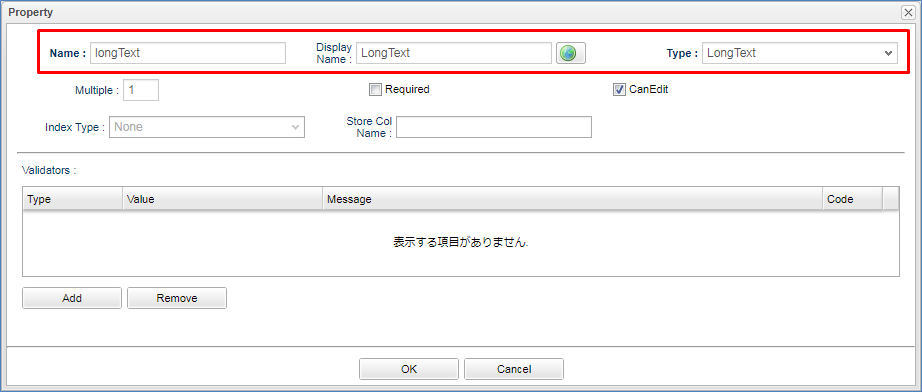 Property
Name : longText Display Name : LongText Type : LongText
Multiple : 1 Required CanEdit
Index Type : None Store Col Name :
Validators :
Type Value Message Code
表示する項目がありません.
Add Remove
OK Cancel